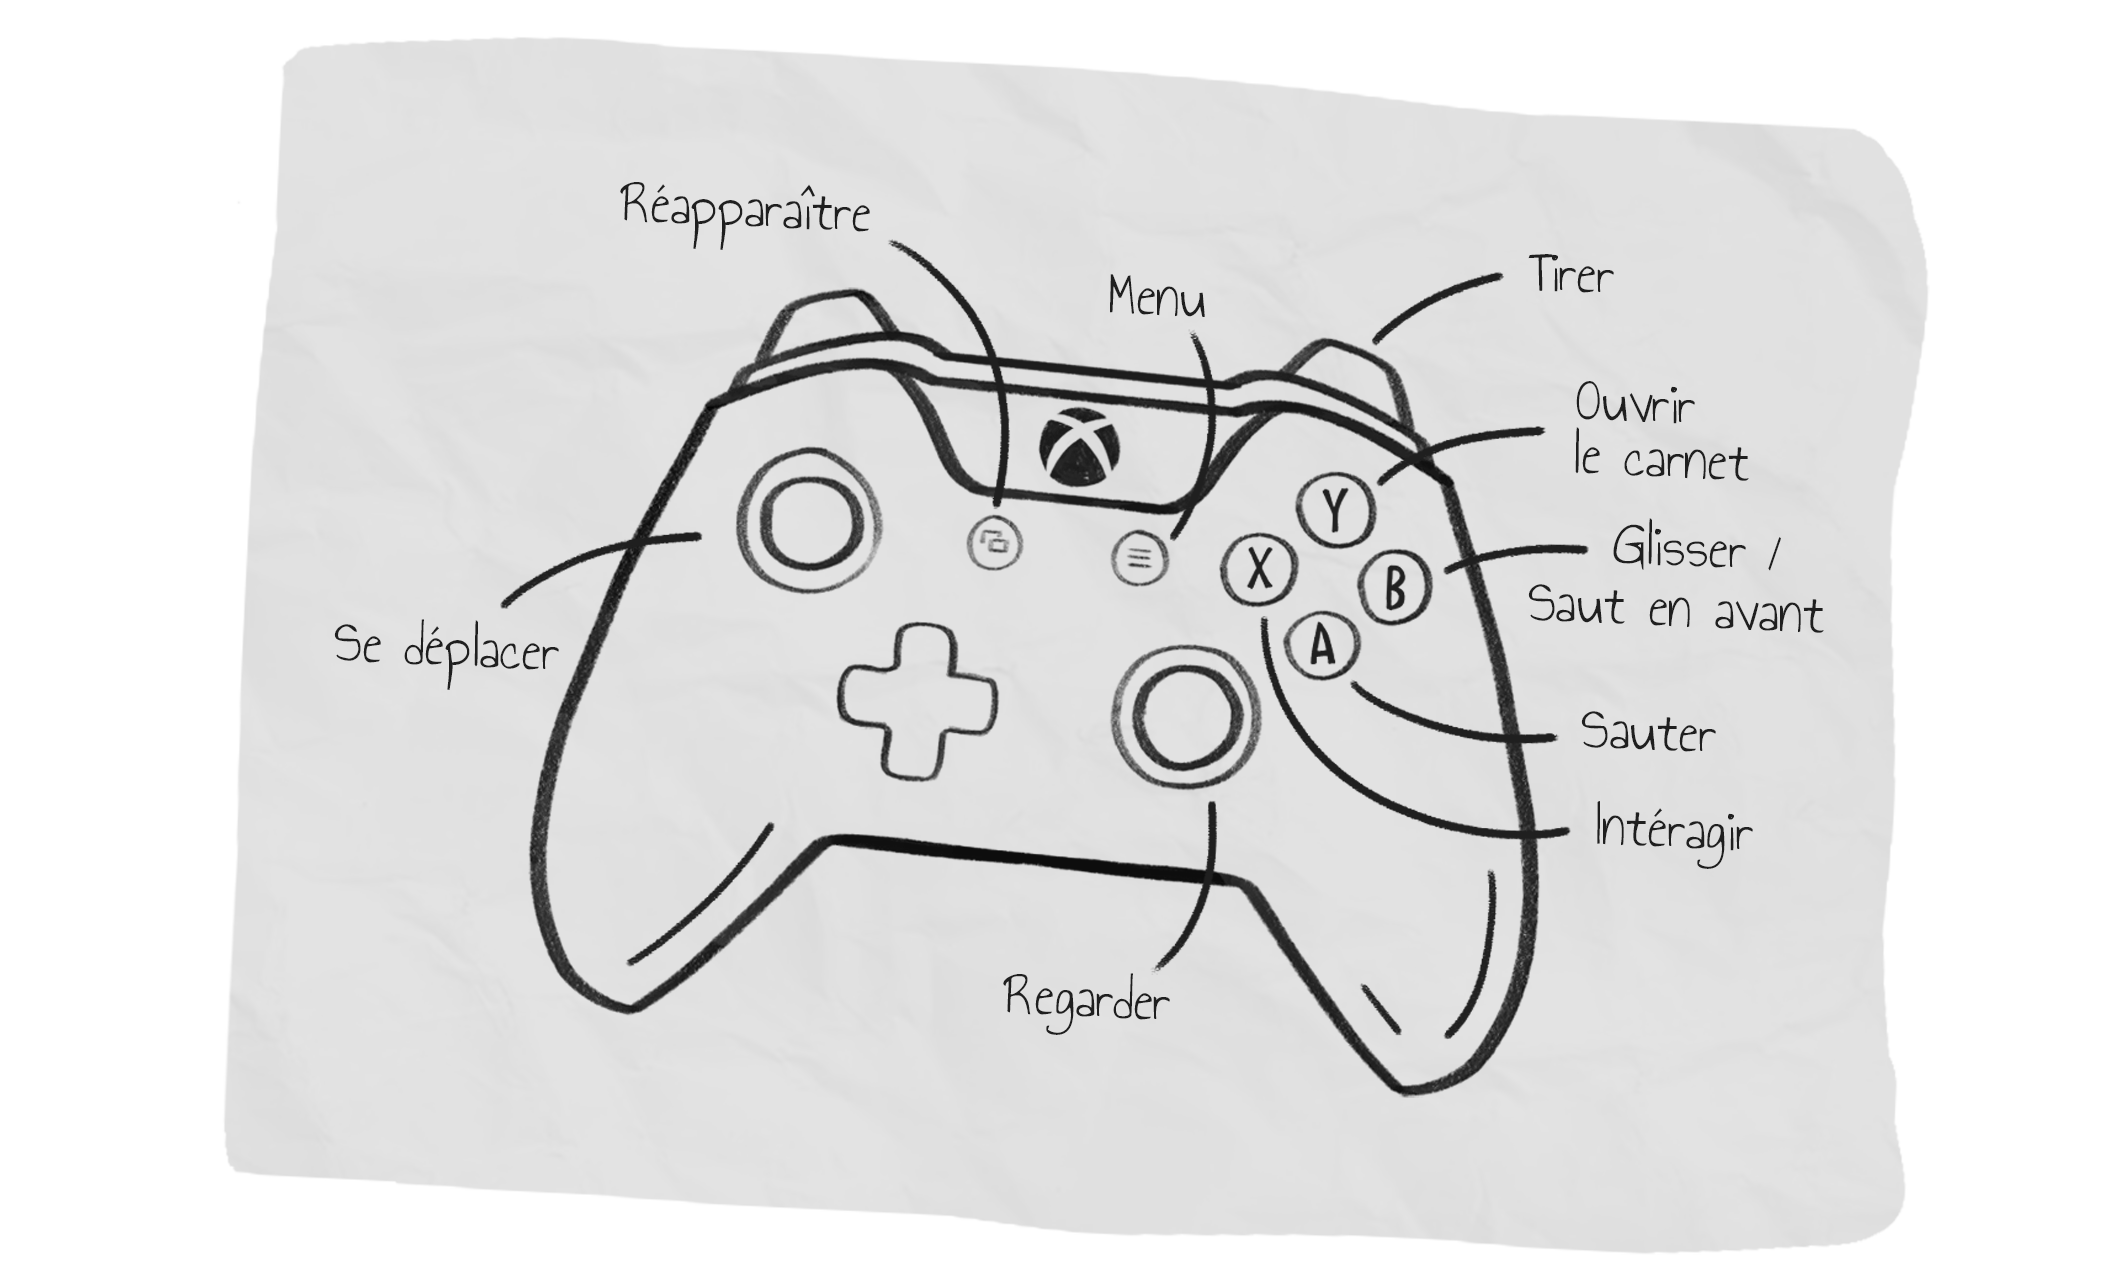 Réapparaître
Menu
Tirer
Ouvrir
le carnet
Glisser /
Saut en avant
Se déplacer
Y
X
B
A
Sauter
Intéragir
Regarder